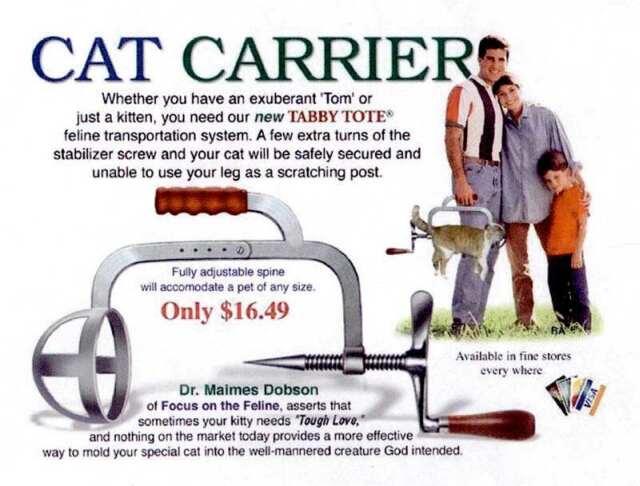 CAT CARRIER
Whether you have an exuberant 'Tom' or
just a kitten, you need our new TABBY TOTE®
feline transportation system. A few extra turns of the
stabilizer screw and your cat will be safely secured and
unable to use your leg as a scratching post.
Fully adjustable spine
will accomodate a pet of any size.
Only $16.49
Available in fine stores
every where
VISA
Dr. Maimes Dobson
of Focus on the Feline, asserts that
sometimes your kitty needs "Tough Love,"
and nothing on the market today provides a more effective
way to mold your special cat into the well-mannered creature God intended.